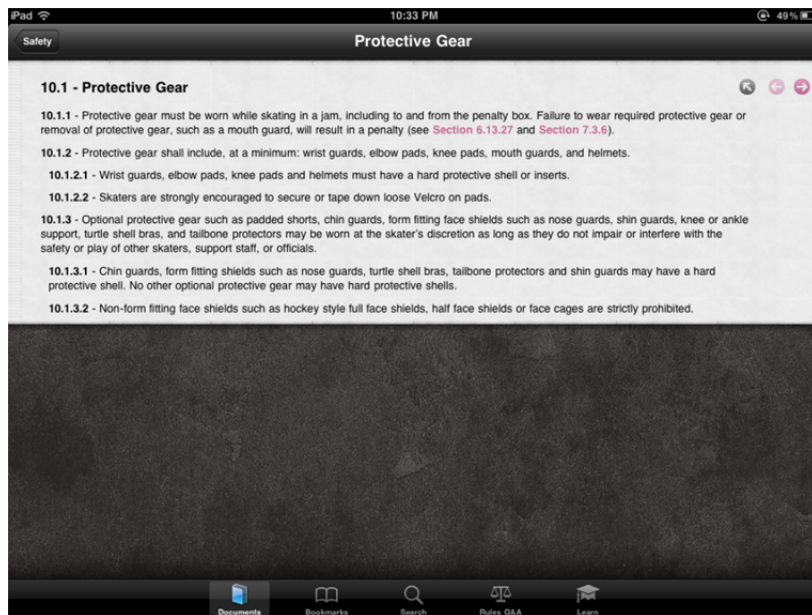 iPad 10:33 PM 49%
Safety Protective Gear
10.1 - Protective Gear
10.1.1 - Protective gear must be worn while skating in a jam, including to and from the penalty box. Failure to wear required protective gear or
removal of protective gear, such as a mouth guard, will result in a penalty (see Section 6.13.27 and Section 7.3.6).
10.1.2 - Protective gear shall include, at a minimum: wrist guards, elbow pads, knee pads, mouth guards, and helmets.
10.1.2.1 - Wrist guards, elbow pads, knee pads and helmets must have a hard protective shell or inserts.
10.1.2.2 - Skaters are strongly encouraged to secure or tape down loose Velcro on pads.
10.1.3 - Optional protective gear such as padded shorts, chin guards, form fitting face shields such as nose guards, shin guards, knee or ankle
support, turtle shell bras, and tailbone protectors may be worn at the skater's discretion as long as they do not impair or interfere with the
safety or play of other skaters, support staff, or officials.
10.1.3.1 - Chin guards, form fitting shields such as nose guards, turtle shell bras, tailbone protectors and shin guards may have a hard
protective shell. No other optional protective gear may have hard protective shells.
10.1.3.2 - Non-form fitting face shields such as hockey style full face shields, half face shields or face cages are strictly prohibited.
Documents Bookmarks Search Rules Q&A Learn